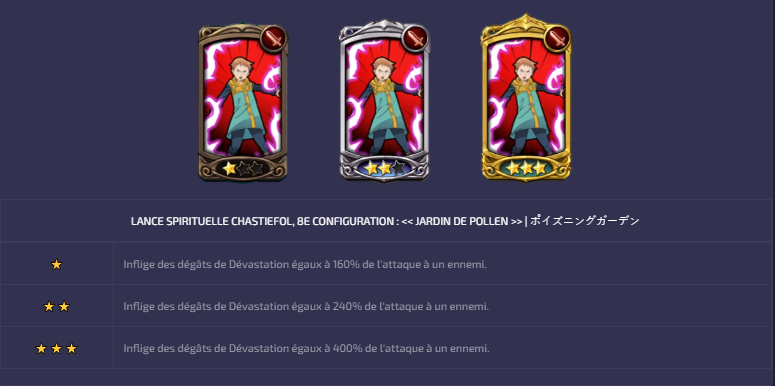 LANCE SPIRITUELLE CHASTIEFOL, 8E CONFIGURATION : << JARDIN DE POLLEN >> | ポイズニングガーデン
Inflige des dégâts de Dévastation égaux à 160% de l'attaque à un ennemi.
Inflige des dégâts de Dévastation égaux à 240% de l'attaque à un ennemi.
Inflige des dégâts de Dévastation égaux à 400% de l'attaque à un ennemi.